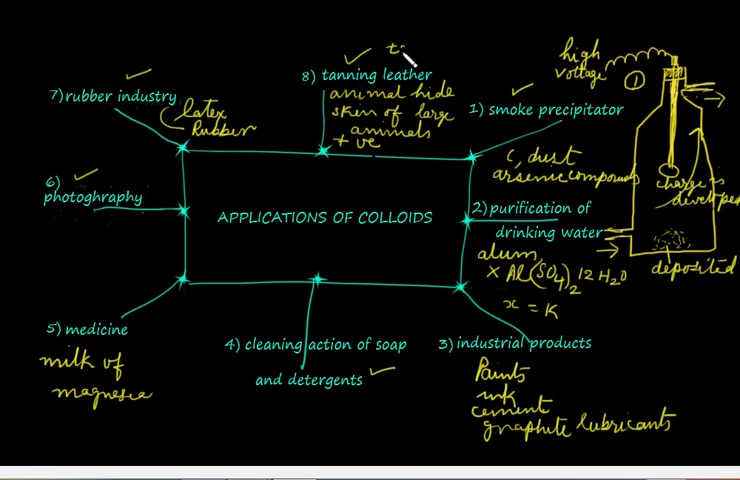 APPLICATIONS OF COLLOIDS
1) smoke precipitator
C, dust
arsenic compounds
high
voltage
1
charge is
developed
deposited
2) purification of
drinking water
alum,
x Al(SO4)2 12H2O
x = K
3) industrial products
Paints
ink
cement
graphite lubricants
4) cleaning action of soap
and detergents
5) medicine
milk of
magnesia
6)
photoghraphy
7) rubber industry
latex
Rubber
8) tanning leather
animal hide
skin of large
animals
+ ve